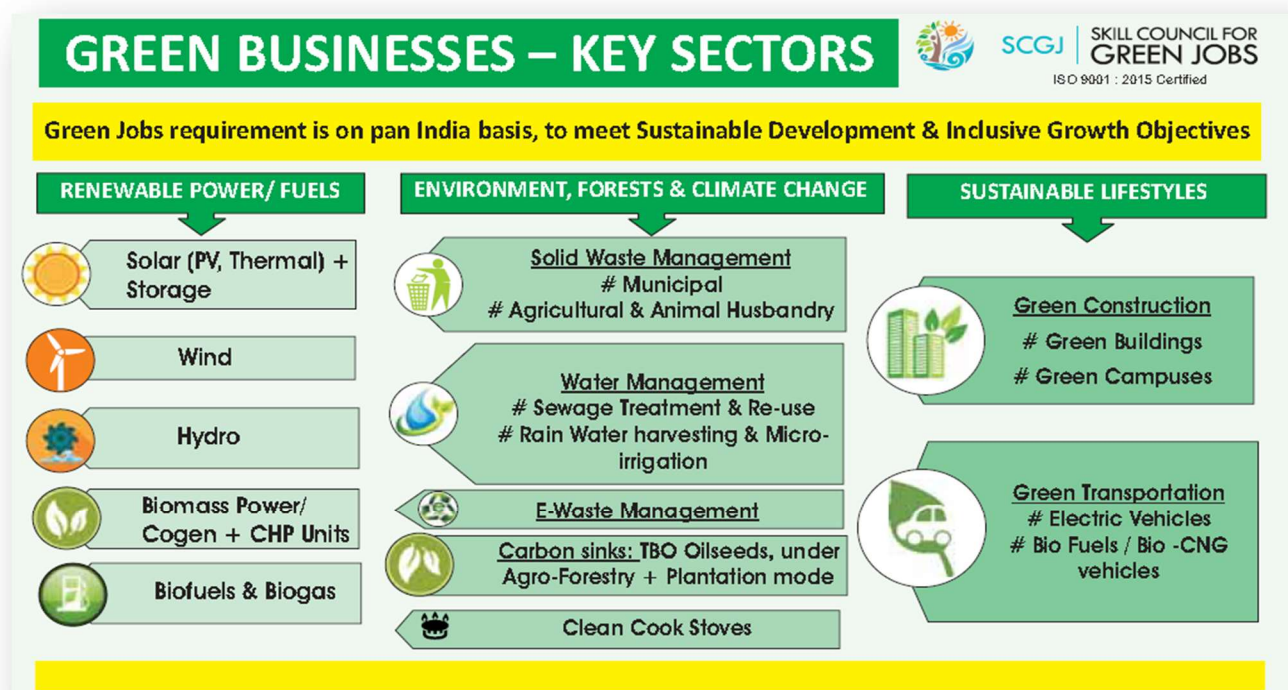 GREEN BUSINESSES – KEY SECTORS
SCGJ
SKILL COUNCIL FOR
GREEN JOBS
ISO 9001 : 2015 Certified
Green Jobs requirement is on pan India basis, to meet Sustainable Development & Inclusive Growth Objectives
RENEWABLE POWER/ FUELS
Solar (PV, Thermal) +
Storage
Wind
Hydro
Biomass Power/
Cogen + CHP Units
Biofuels & Biogas
ENVIRONMENT, FORESTS & CLIMATE CHANGE
Solid Waste Management
# Municipal
# Agricultural & Animal Husbandry
Water Management
# Sewage Treatment & Re-use
# Rain Water harvesting & Micro-
irrigation
E-Waste Management
Carbon sinks: TBO Oilseeds, under
Agro-Forestry + Plantation mode
Clean Cook Stoves
SUSTAINABLE LIFESTYLES
Green Construction
# Green Buildings
# Green Campuses
Green Transportation
# Electric Vehicles
# Bio Fuels / Bio -CNG
vehicles